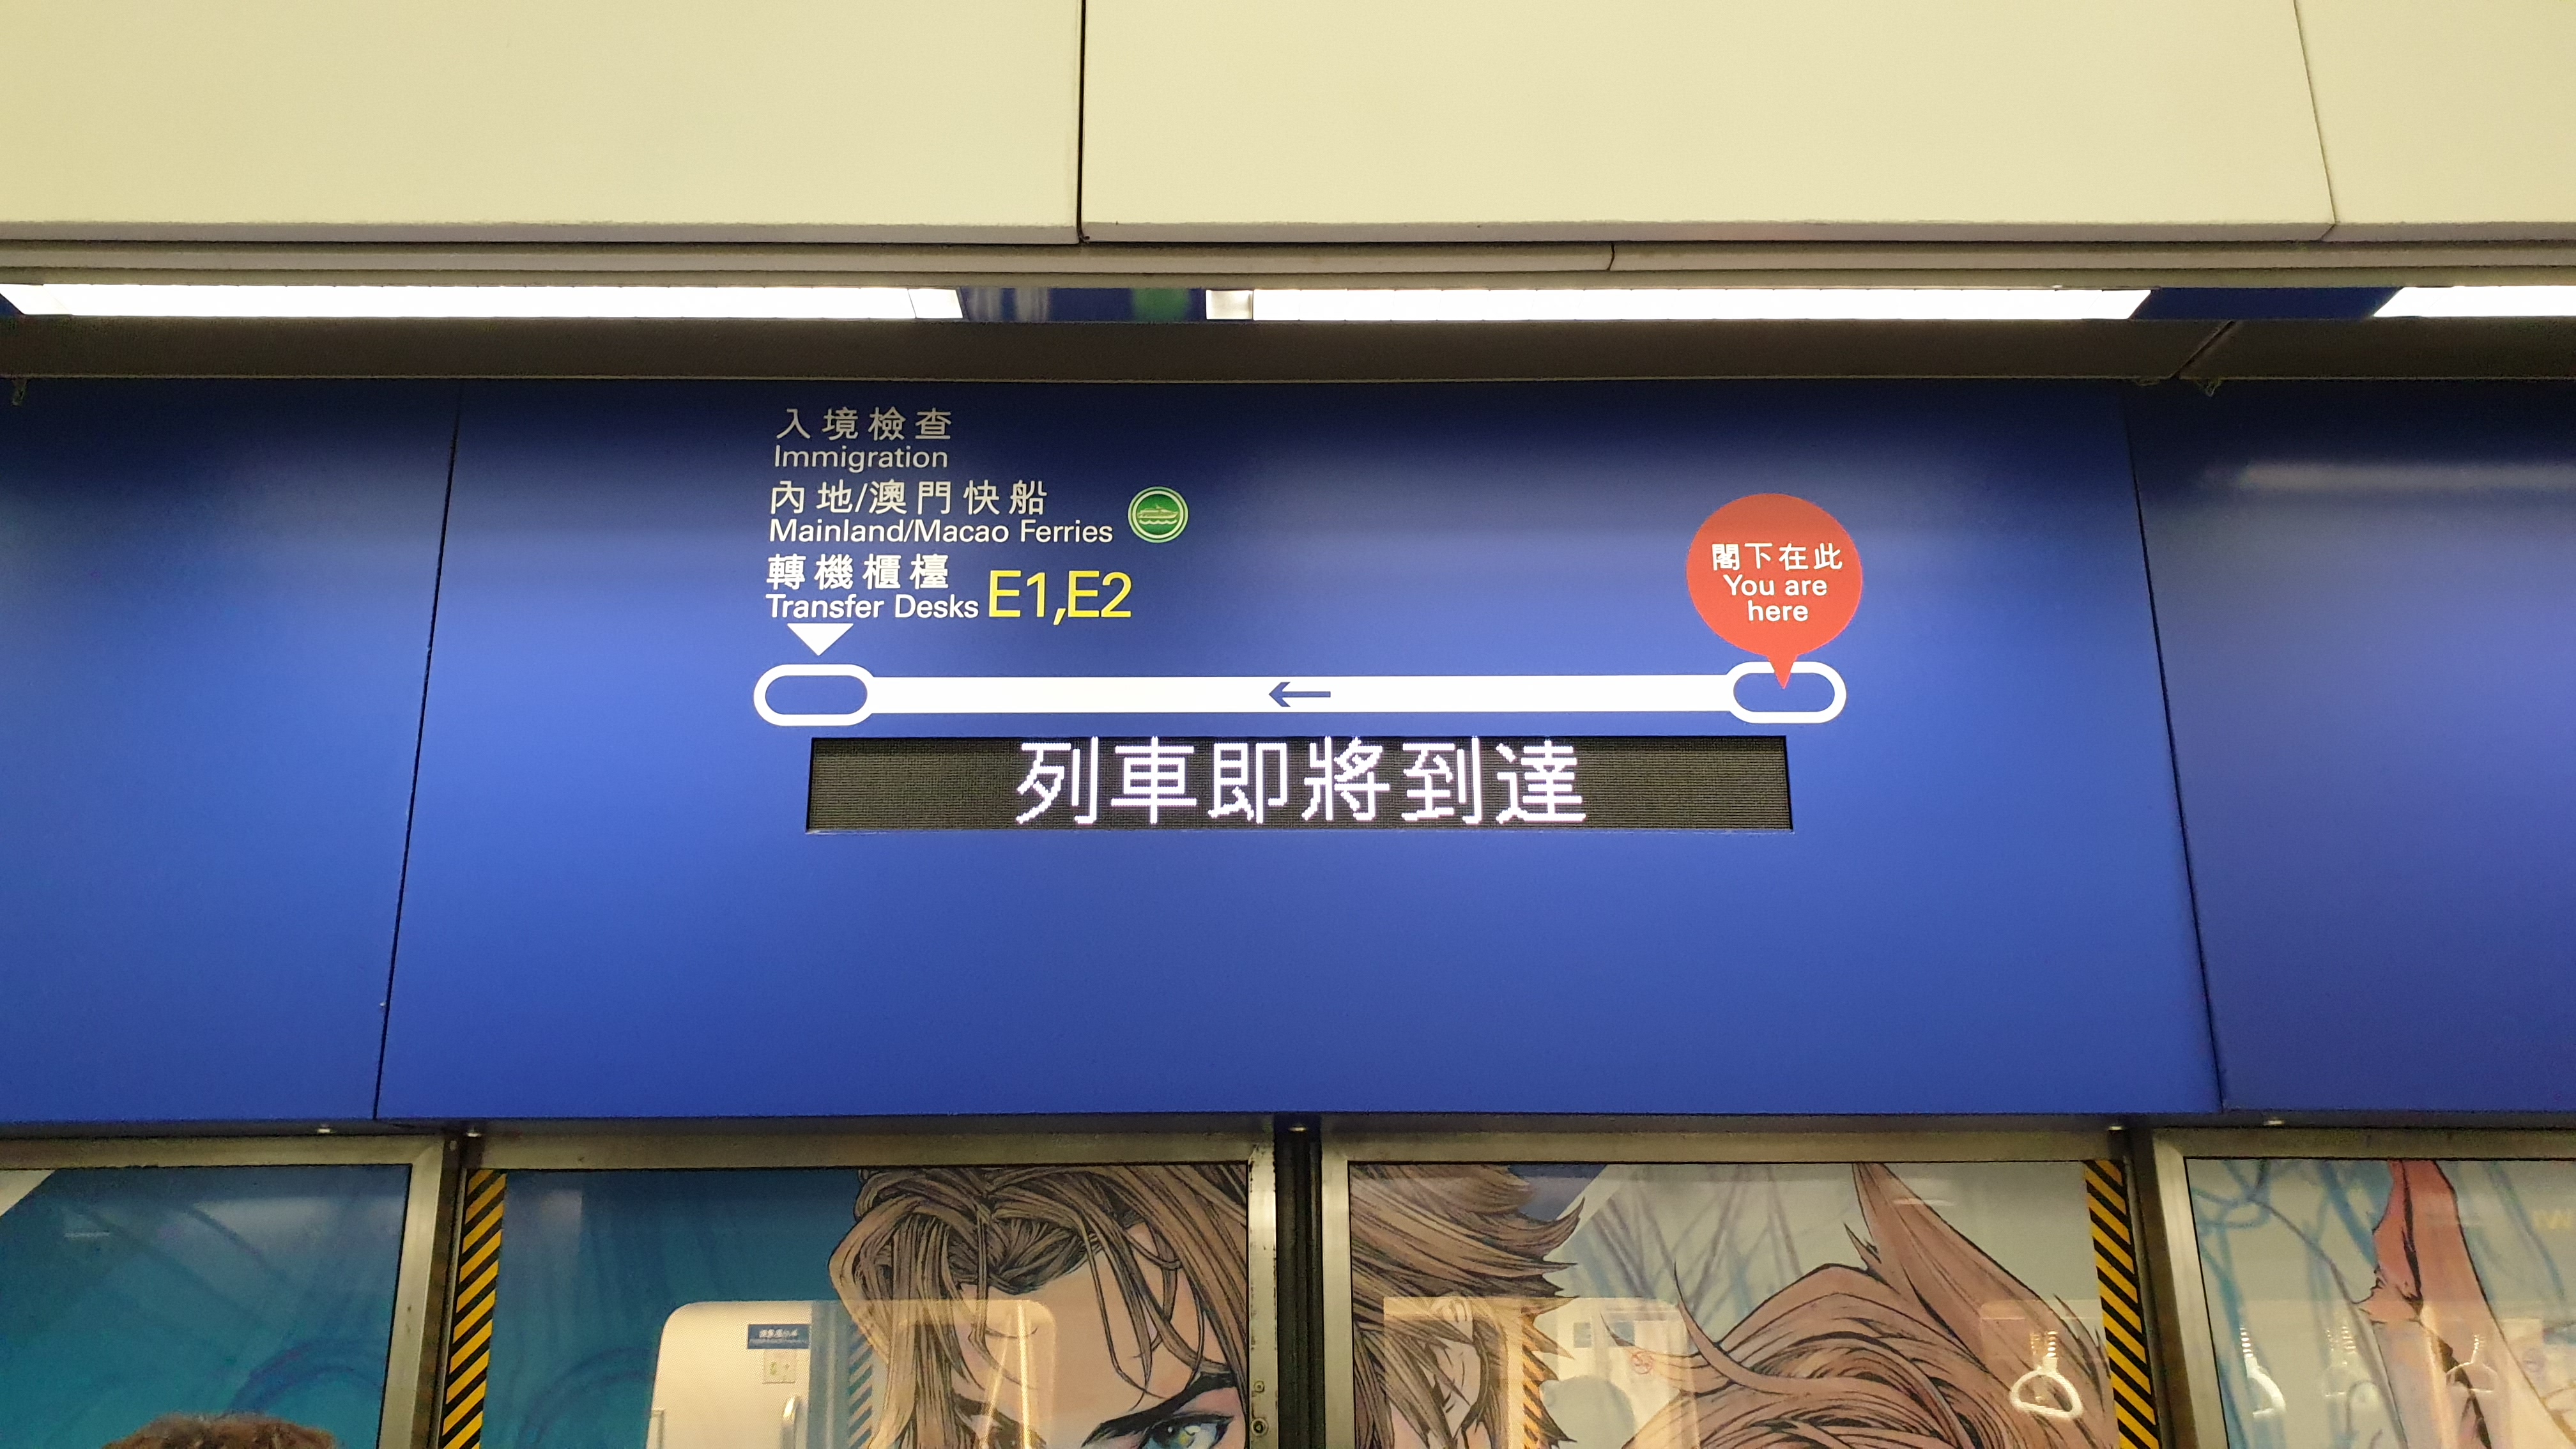 入境檢查
Immigration
內地/澳門快船
Mainland/Macao Ferries
轉機櫃檯
Transfer Desks E1,E2
閣下在此
You are
here
列車即將到達